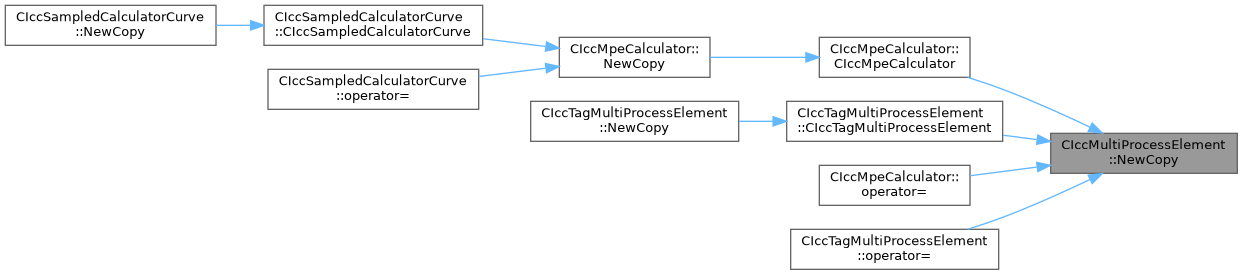 CIccSampledCalculatorCurve
::NewCopy
CIccSampledCalculatorCurve
::CIccSampledCalculatorCurve
CIccSampledCalculatorCurve
::operator=
CIccMpeCalculator::
NewCopy
CIccMpeCalculator::
CIccMpeCalculator
CIccTagMultiProcessElement
::NewCopy
CIccTagMultiProcessElement
::CIccTagMultiProcessElement
CIccMpeCalculator::
operator=
CIccTagMultiProcessElement
::operator=
CIccMultiProcessElement
::NewCopy